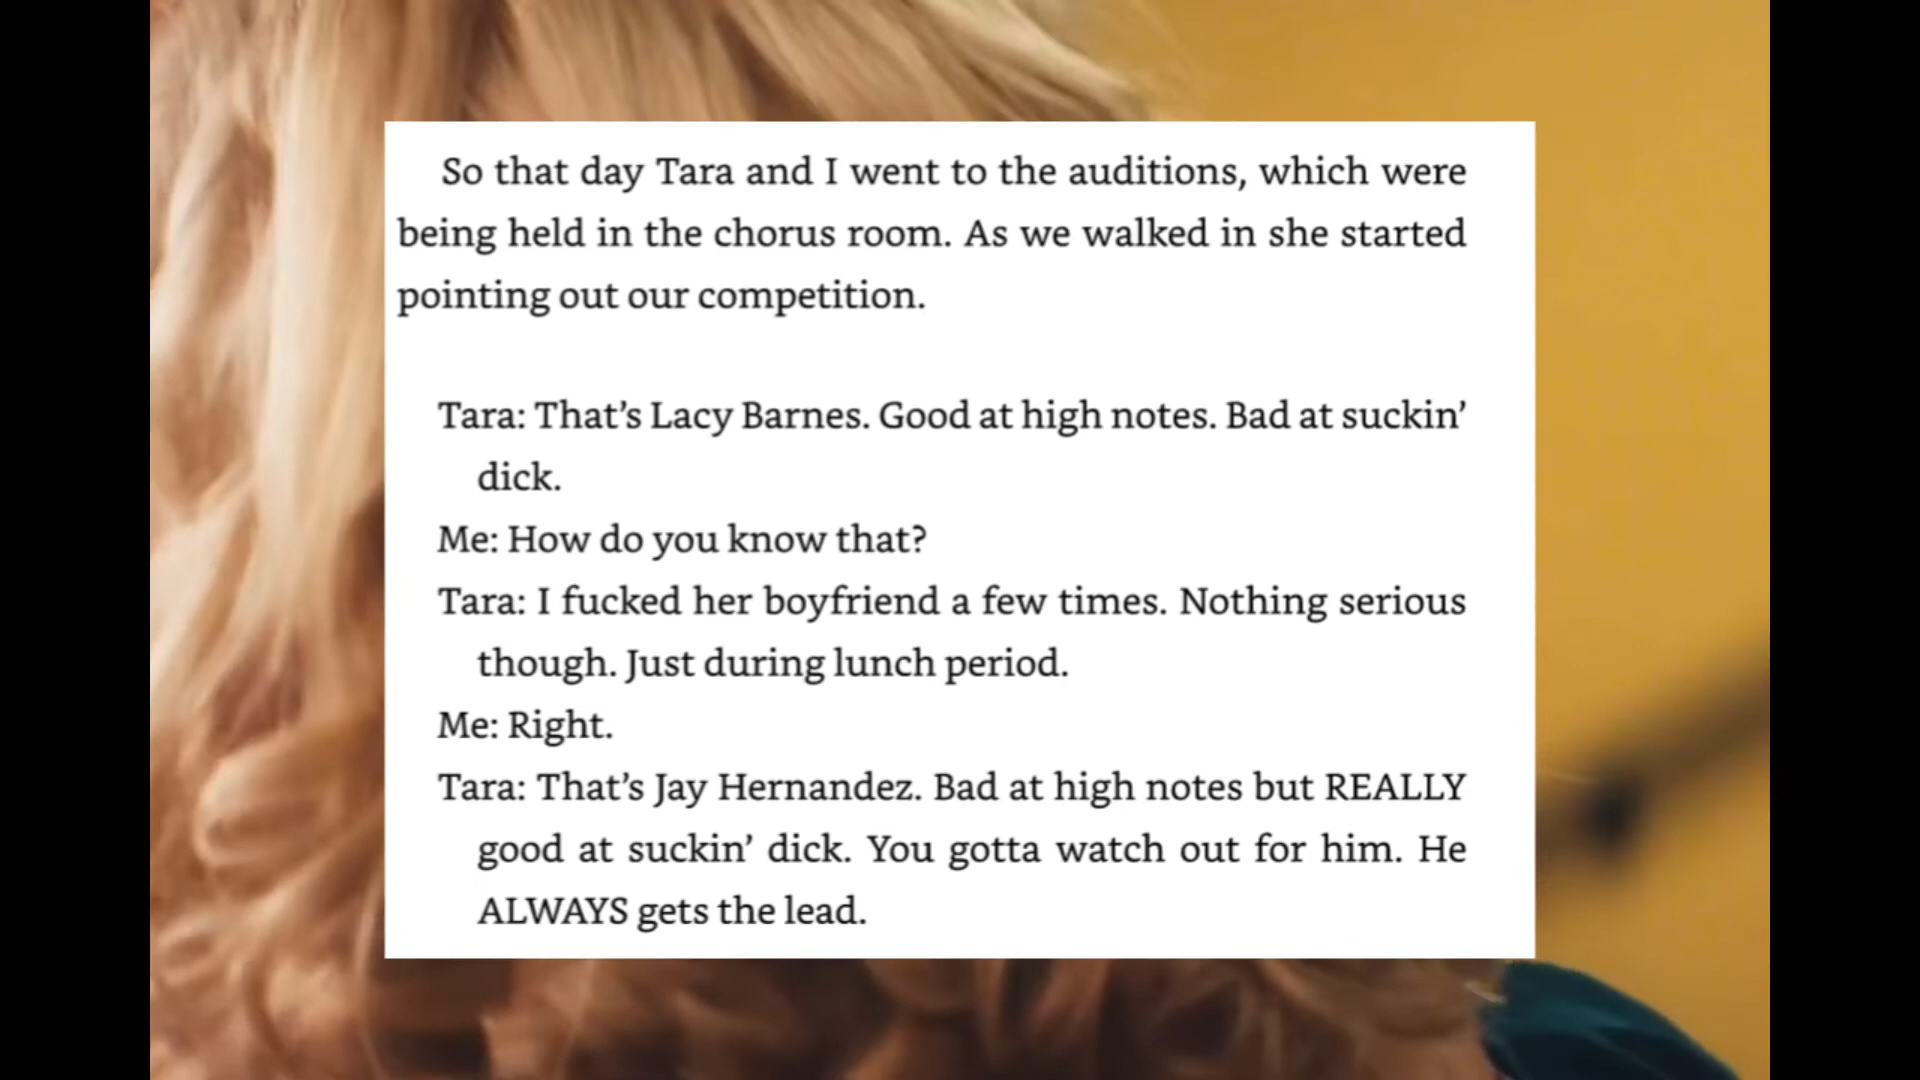 So that day Tara and I went to the auditions, which were
being held in the chorus room. As we walked in she started
pointing out our competition.
Tara: That’s Lacy Barnes. Good at high notes. Bad at suckin’
dick.
Me: How do you know that?
Tara: I fucked her boyfriend a few times. Nothing serious
though. Just during lunch period.
Me: Right.
Tara: That’s Jay Hernandez. Bad at high notes but REALLY
good at suckin’ dick. You gotta watch out for him. He
ALWAYS gets the lead.